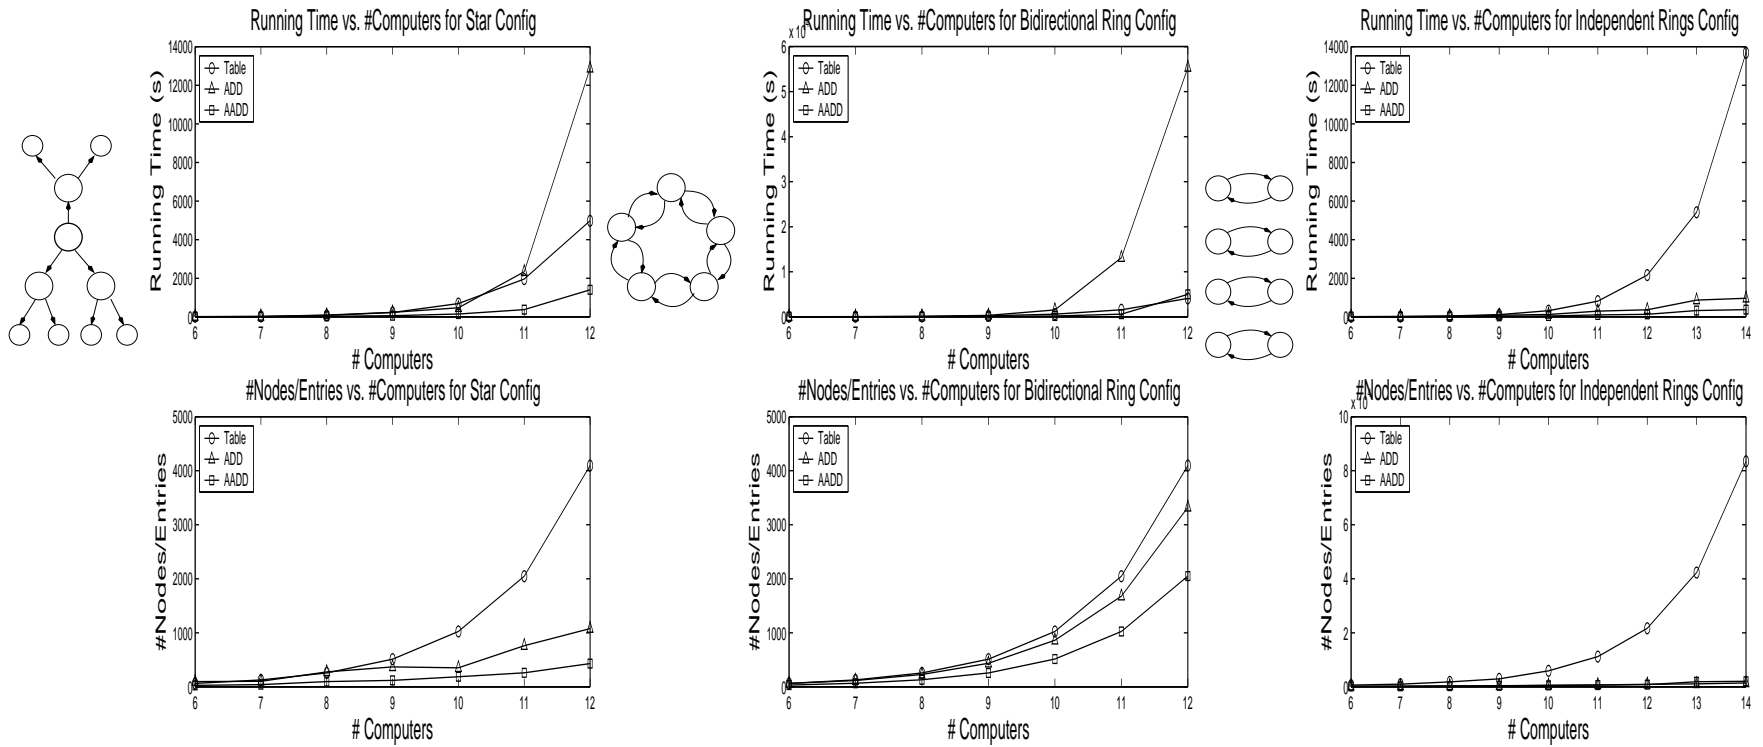 Running Time vs. #Computers for Star Config
14000
12000
10000
8000
6000
4000
2000
0
Running Time (s)
Table
ADD
AADD
6 7 8 9 10 11 12
# Computers
Running Time vs. #Computers for Bidirectional Ring Config
x 10
6
5
4
3
2
1
0
Running Time (s)
Table
ADD
AADD
6 7 8 9 10 11 12
# Computers
Running Time vs. #Computers for Independent Rings Config
14000
12000
10000
8000
6000
4000
2000
0
Running Time (s)
Table
ADD
AADD
6 7 8 9 10 11 12 13 14
# Computers
#Nodes/Entries vs. #Computers for Star Config
5000
4000
3000
2000
1000
0
#Nodes/Entries
Table
ADD
AADD
6 7 8 9 10 11 12
# Computers
#Nodes/Entries vs. #Computers for Bidirectional Ring Config
5000
4000
3000
2000
1000
0
#Nodes/Entries
Table
ADD
AADD
6 7 8 9 10 11 12
# Computers
#Nodes/Entries vs. #Computers for Independent Rings Config
x 10
10
8
6
4
2
0
#Nodes/Entries
Table
ADD
AADD
6 7 8 9 10 11 12 13 14
# Computers